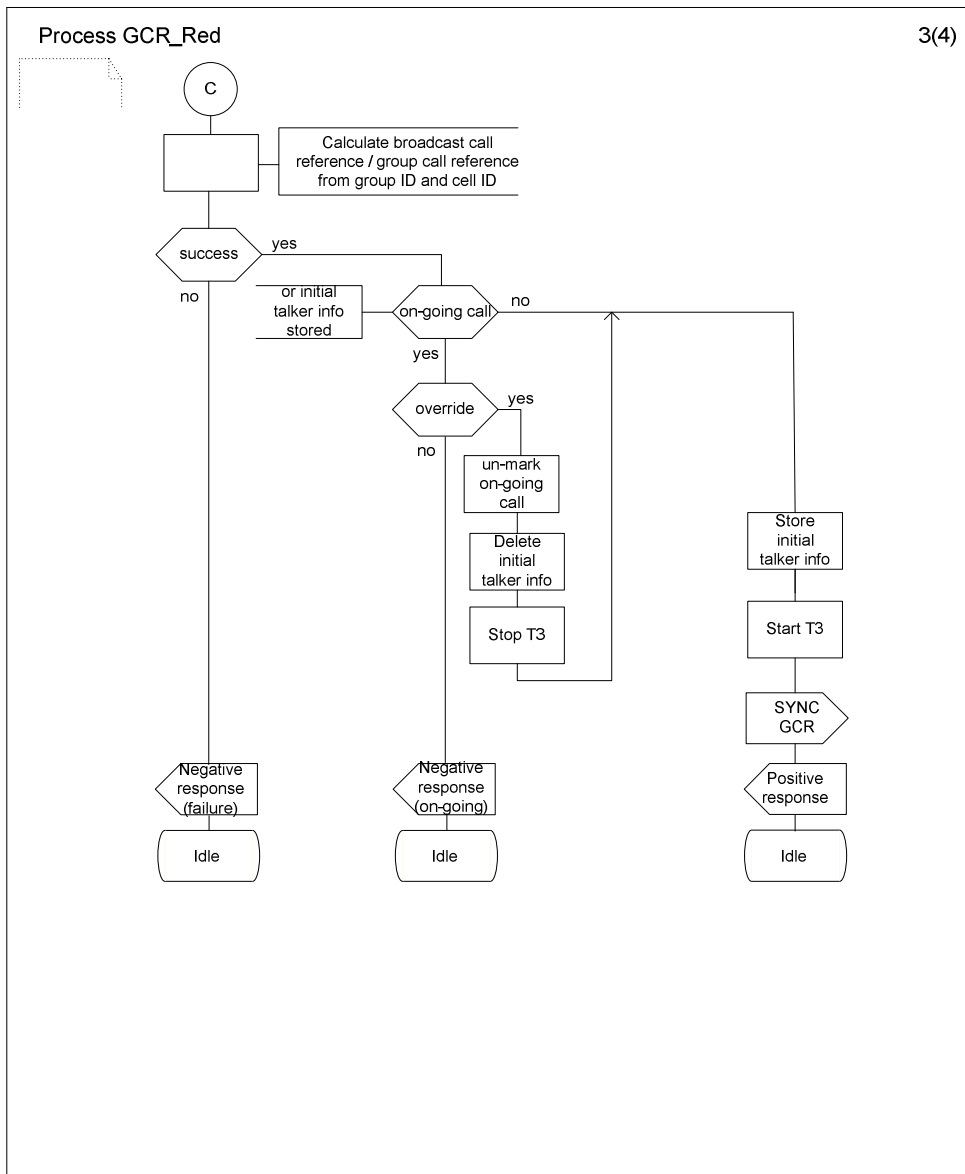 Process GCR_Red
3(4)
C
Calculate broadcast call
reference / group call reference
from group ID and cell ID
success
yes
no
or initial
talker info
stored
on-going call
no
yes
override
yes
no
un-mark
on-going
call
Delete
initial
talker info
Stop T3
Store
initial
talker info
Start T3
SYNC
GCR
Negative
response
(failure)
Negative
response
(on-going)
Positive
response
Idle
Idle
Idle